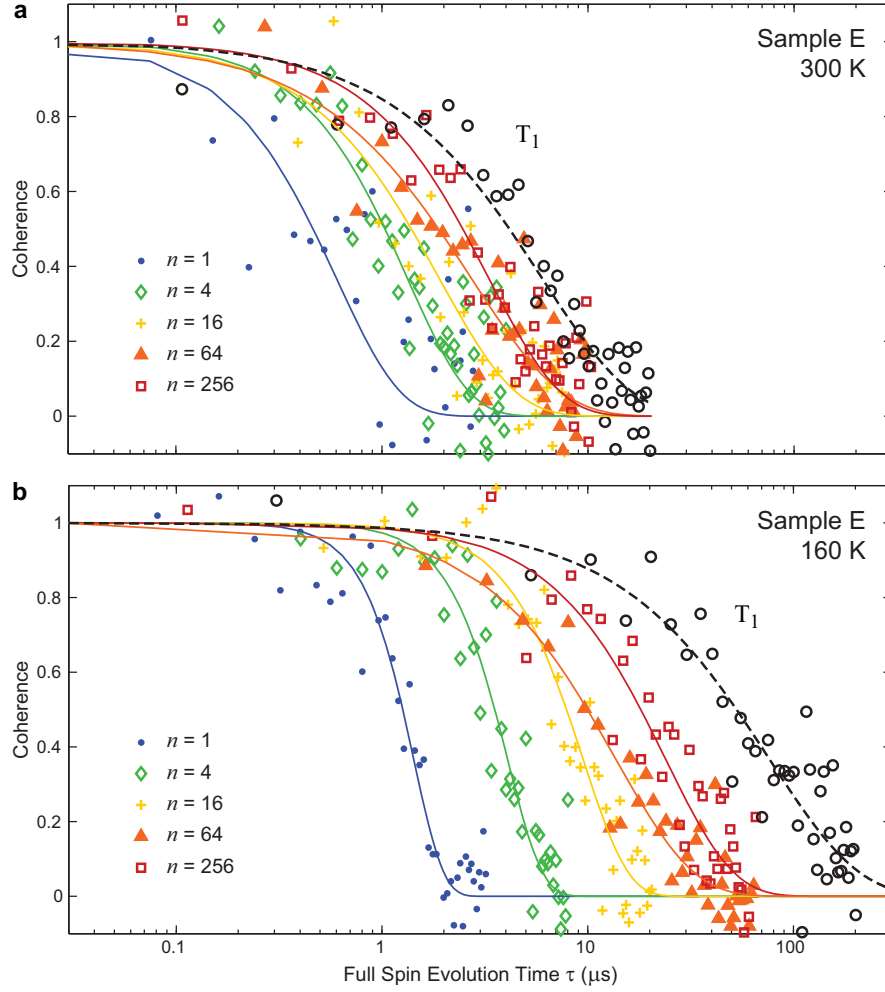 a
Sample E
300 K
T1
1
0.8
0.6
0.4
0.2
0
Coherence
n = 1
n = 4
n = 16
n = 64
n = 256
b
Sample E
160 K
T1
1
0.8
0.6
0.4
0.2
0
Coherence
n = 1
n = 4
n = 16
n = 64
n = 256
0.1 1 10 100
Full Spin Evolution Time τ (μs)